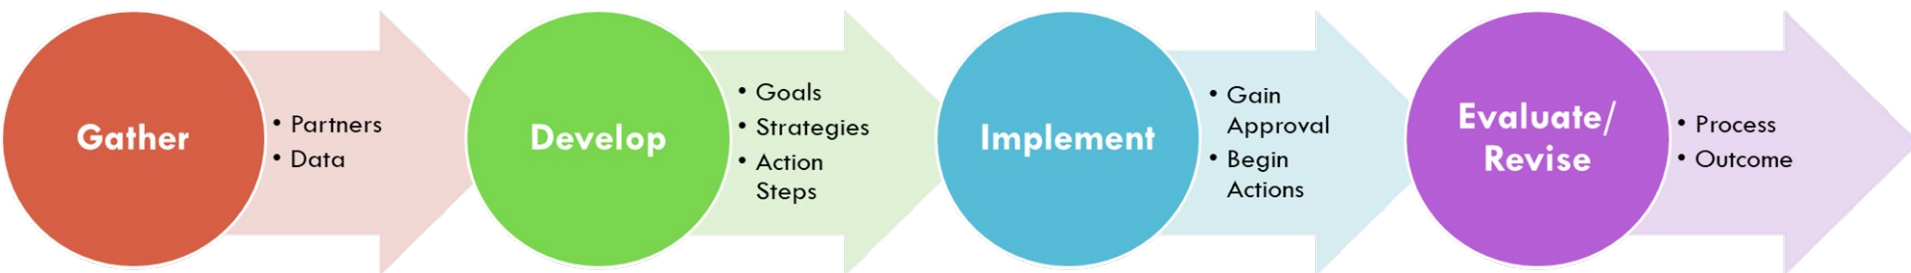 Gather
• Partners
• Data
Develop
• Goals
• Strategies
• Action
Steps
Implement
• Gain
Approval
• Begin
Actions
Evaluate/
Revise
• Process
• Outcome